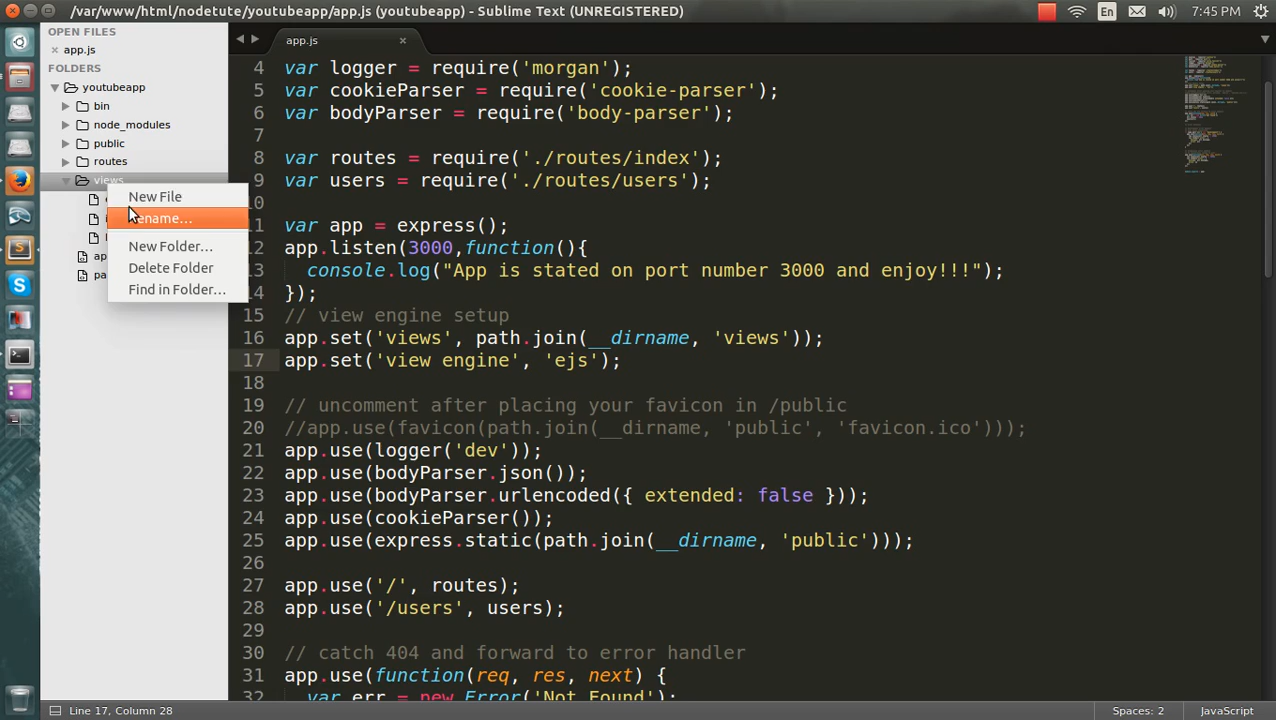 /var/www/html/nodetute/youtubeapp/app.js (youtubeapp) - Sublime Text (UNREGISTERED)
En
7:45 PM
OPEN FILES
app.js
FOLDERS
youtubeapp
bin
node_modules
public
routes
views
New File
ename...
New Folder...
Delete Folder
Find in Folder...
app.js
4 var logger = require('morgan');
5 var cookieParser = require('cookie-parser');
6 var bodyParser = require('body-parser');
7
8 var routes = require('./routes/index');
9 var users = require('./routes/users');
10
11 var app = express();
12 app.listen(3000,function(){
13 console.log("App is stated on port number 3000 and enjoy!!!");
14 });
15 // view engine setup
16 app.set('views', path.join(__dirname, 'views'));
17 app.set('view engine', 'ejs');
18
19 // uncomment after placing your favicon in /public
20 //app.use(favicon(path.join(__dirname, 'public', 'favicon.ico')));
21 app.use(logger('dev'));
22 app.use(bodyParser.json());
23 app.use(bodyParser.urlencoded({ extended: false }));
24 app.use(cookieParser());
25 app.use(express.static(path.join(__dirname, 'public')));
26
27 app.use('/', routes);
28 app.use('/users', users);
29
30 // catch 404 and forward to error handler
31 app.use(function(req, res, next) {
32 var err = new Error('Not Found');
Line 17, Column 28
Spaces: 2
JavaScript